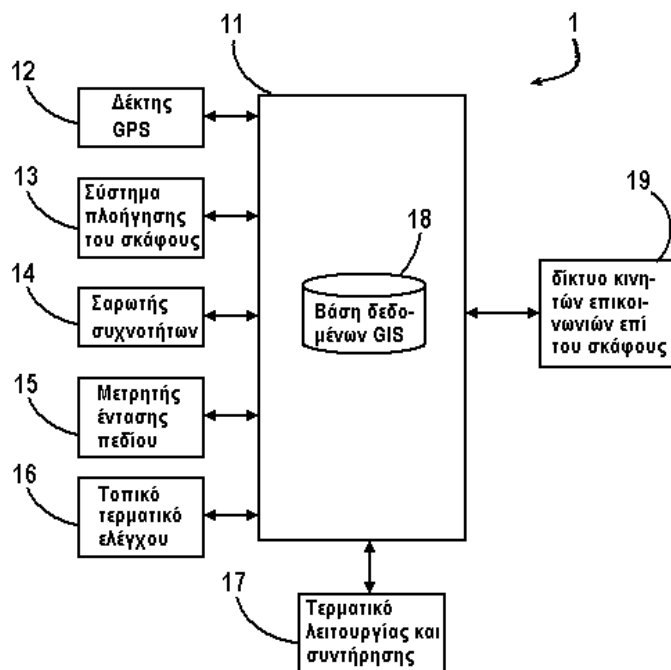 11
1
12
Δέκτης
GPS
13
Σύστημα
πλοήγησης
του σκάφους
14
Σαρωτής
συχνοτήτων
15
Μετρητής
έντασης
πεδίου
16
Τοπικό
τερματικό
ελέγχου
18
Βάση δεδο-
μένων GIS
19
δίκτυο κινη-
τών επικοι-
νωνιών επί
του σκάφους
17
Τερματικό
λειτουργίας και
συντήρησης